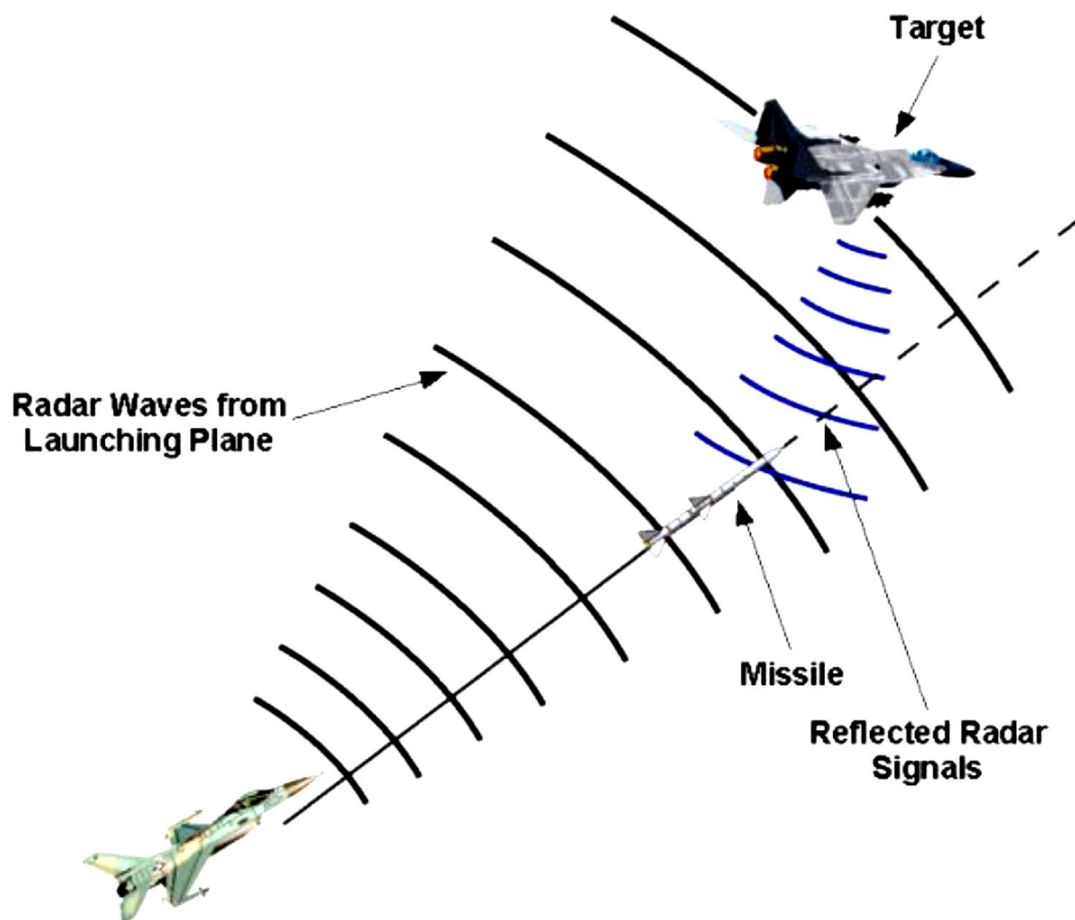 Target
Radar Waves from
Launching Plane
Missile
Reflected Radar
Signals